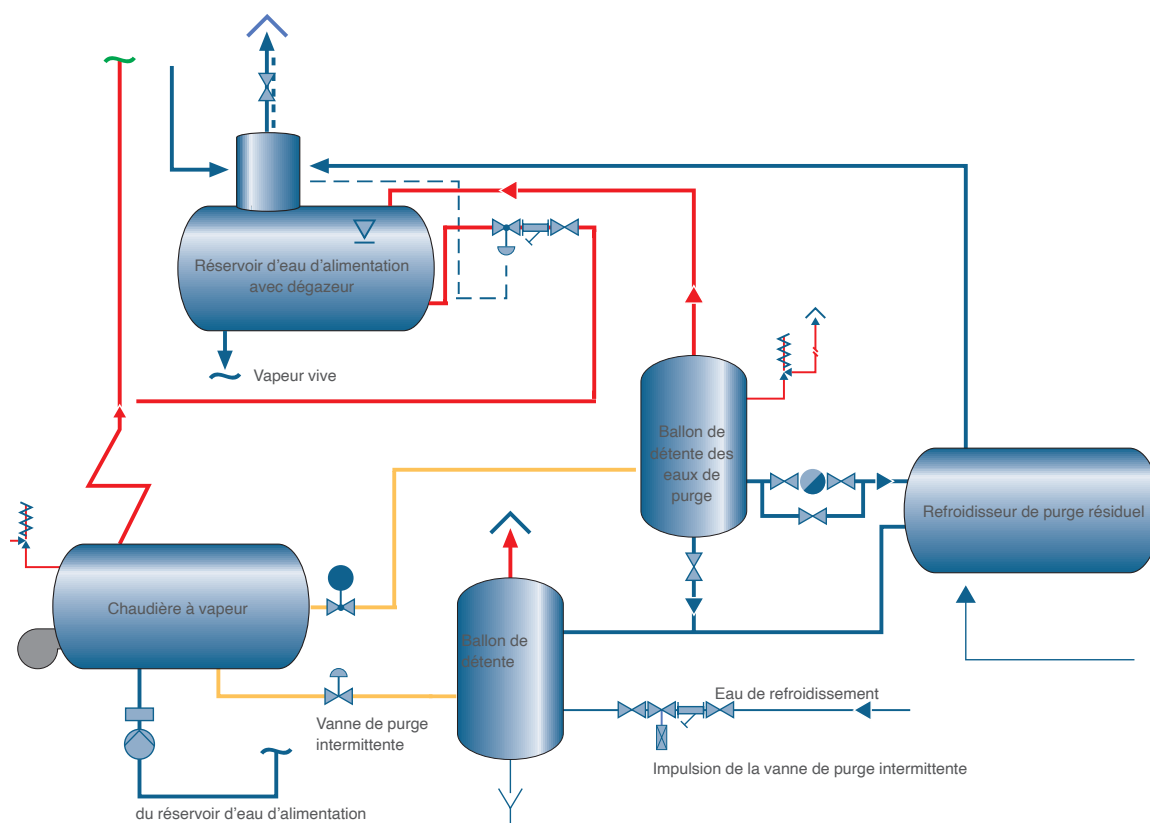 Réservoir d'eau d'alimentation
avec dégazeur
Vapeur vive
Ballon de
détente des
eaux de
purge
Refroidisseur de purge résiduel
Chaudière à vapeur
Ballon de
détente
Eau de refroidissement
Vanne de purge
intermittente
Impulsion de la vanne de purge intermittente
du réservoir d'eau d'alimentation